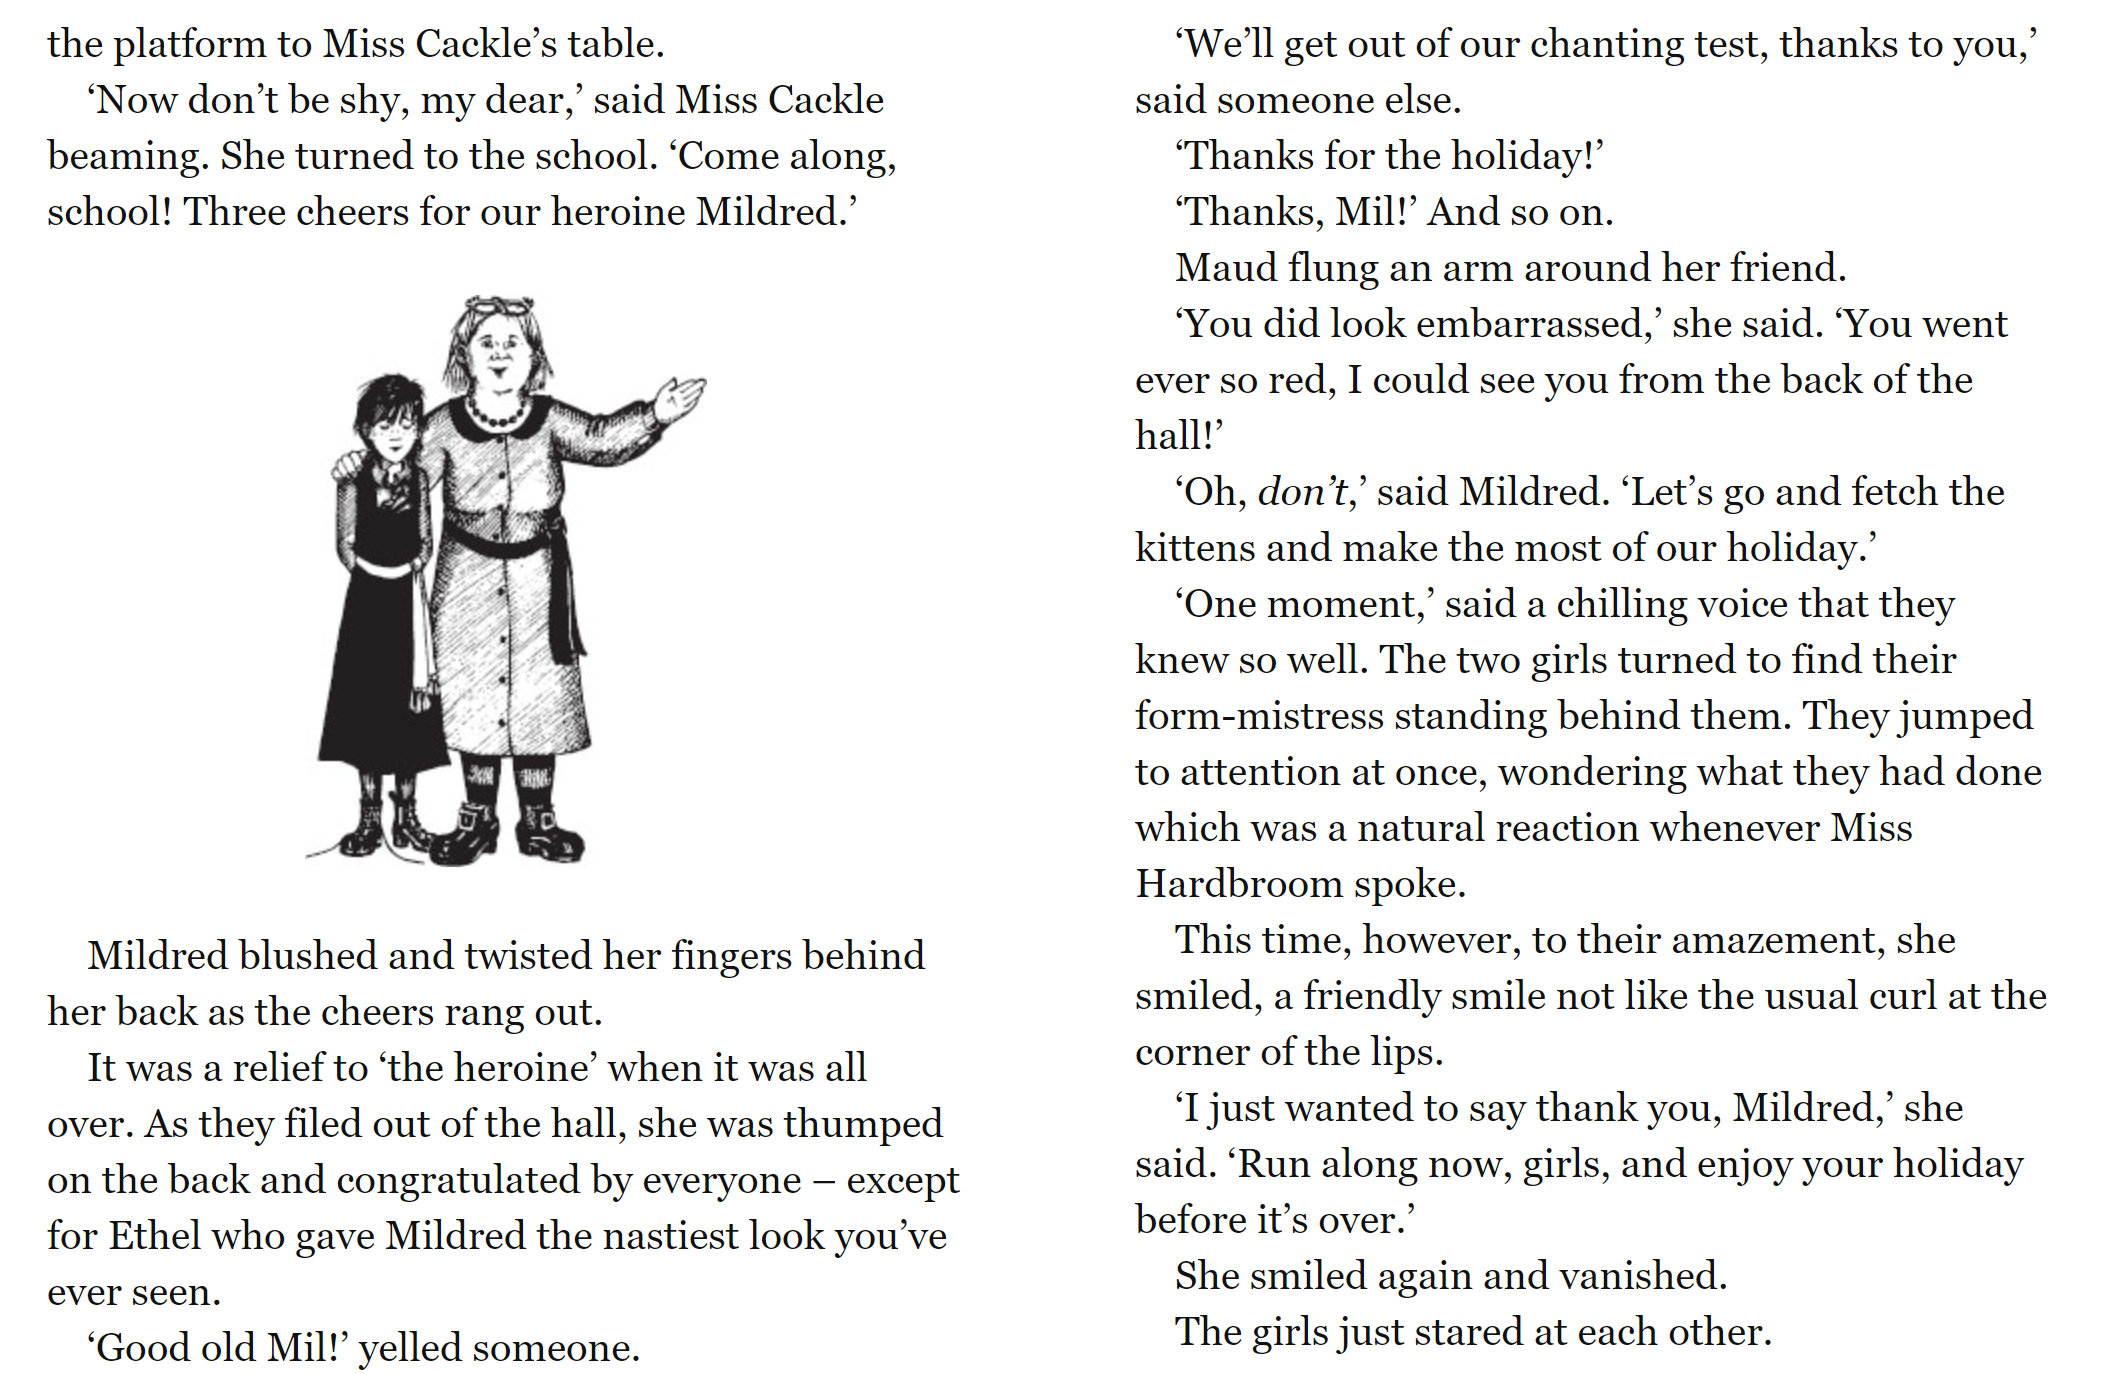 the platform to Miss Cackle’s table.
‘Now don’t be shy, my dear,’ said Miss Cackle
beaming. She turned to the school. ‘Come along,
school! Three cheers for our heroine Mildred.’
Mildred blushed and twisted her fingers behind
her back as the cheers rang out.
It was a relief to ‘the heroine’ when it was all
over. As they filed out of the hall, she was thumped
on the back and congratulated by everyone – except
for Ethel who gave Mildred the nastiest look you’ve
ever seen.
‘Good old Mil!’ yelled someone.
‘We’ll get out of our chanting test, thanks to you,’
said someone else.
‘Thanks for the holiday!’
‘Thanks, Mil!’ And so on.
Maud flung an arm around her friend.
‘You did look embarrassed,’ she said. ‘You went
ever so red, I could see you from the back of the
hall!’
‘Oh, don’t,’ said Mildred. ‘Let’s go and fetch the
kittens and make the most of our holiday.’
‘One moment,’ said a chilling voice that they
knew so well. The two girls turned to find their
form-mistress standing behind them. They jumped
to attention at once, wondering what they had done
which was a natural reaction whenever Miss
Hardbroom spoke.
This time, however, to their amazement, she
smiled, a friendly smile not like the usual curl at the
corner of the lips.
‘I just wanted to say thank you, Mildred,’ she
said. ‘Run along now, girls, and enjoy your holiday
before it’s over.’
She smiled again and vanished.
The girls just stared at each other.